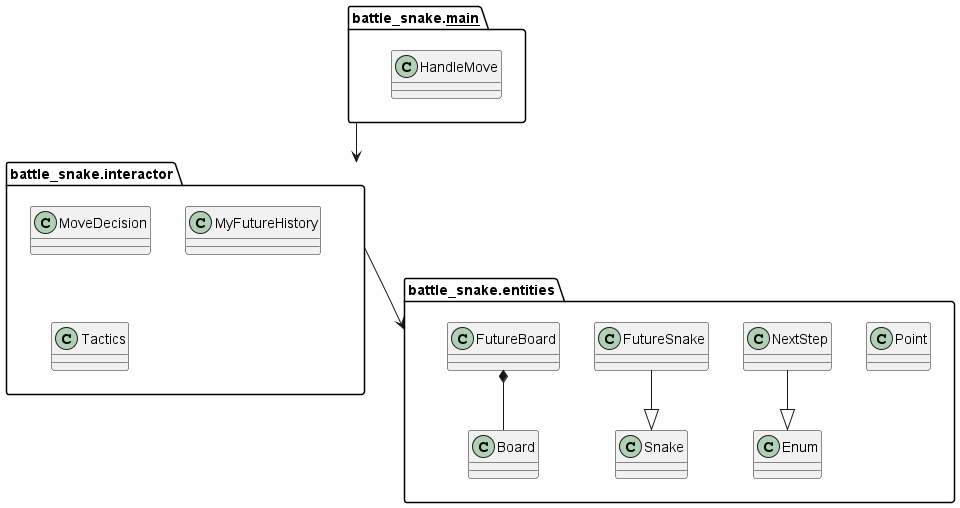 battle_snake.main
C HandleMove
battle_snake.interactor
C MoveDecision
C MyFutureHistory
C Tactics
battle_snake.entities
C FutureBoard
C FutureSnake
C NextStep
C Point
C Board
C Snake
C Enum